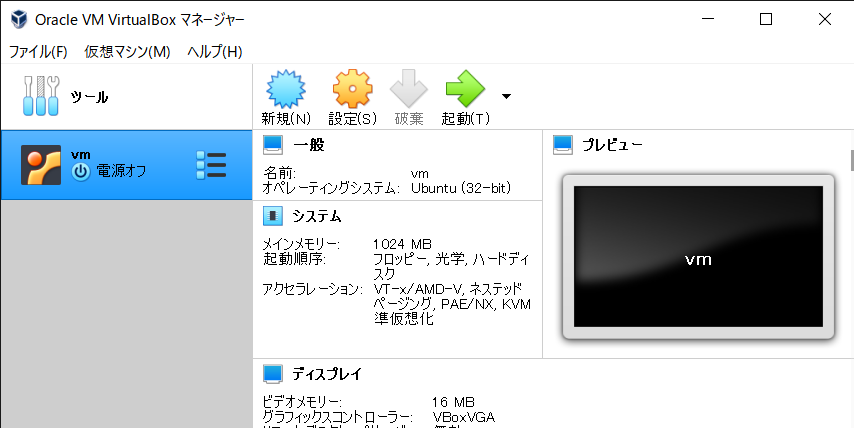 Oracle VM VirtualBox マネージャー
ファイル(F) 仮想マシン(M) ヘルプ(H)
ツール
新規(N) 設定(S) 破棄 起動(T)
vm
電源オフ
一般
名前: vm
オペレーティングシステム: Ubuntu (32-bit)
システム
メインメモリー: 1024 MB
起動順序: フロッピー, 光学, ハードディ
スク
アクセラレーション: VT-x/AMD-V, ネステッド
ページング, PAE/NX, KVM
準仮想化
プレビュー
vm
ディスプレイ
ビデオメモリー: 16 MB
グラフィックスコントローラー: VBoxVGA